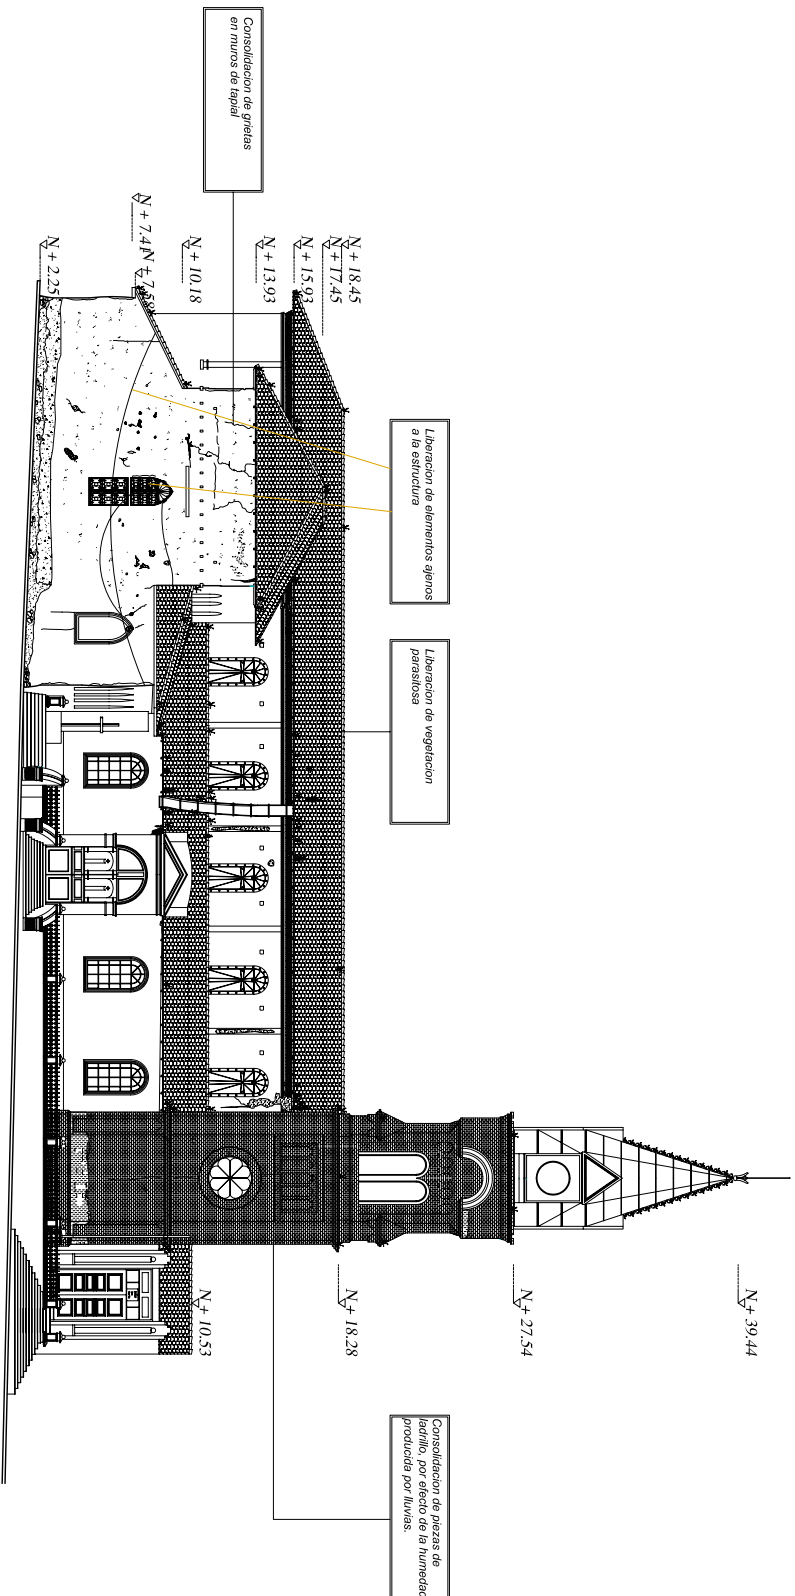 Consolidacion de grietas
en muros de tapial
Liberacion de elementos ajenos
a la estructura
Liberacion de vegetacion
parasitosa
Consolidacion de piezas de
ladrillo, por efecto de la humedad
producida por lluvias.
N + 18.45
N + 17.45
N + 15.93
N + 13.93
N + 10.18
N + 7.41
N + 2.25
N + 39.44
N + 27.54
N + 18.28
N + 10.53